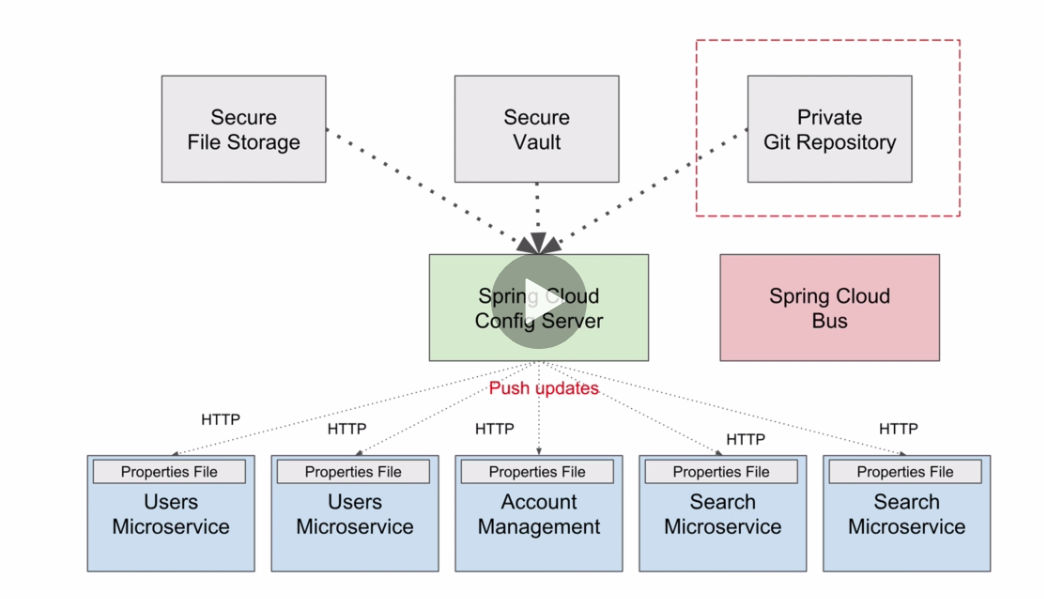 Secure
File Storage
Secure
Vault
Private
Git Repository
Spring Cloud
Config Server
Spring Cloud
Bus
Push updates
HTTP
HTTP
HTTP
HTTP
HTTP
Properties File
Users
Microservice
Properties File
Users
Microservice
Properties File
Account
Management
Properties File
Search
Microservice
Properties File
Search
Microservice